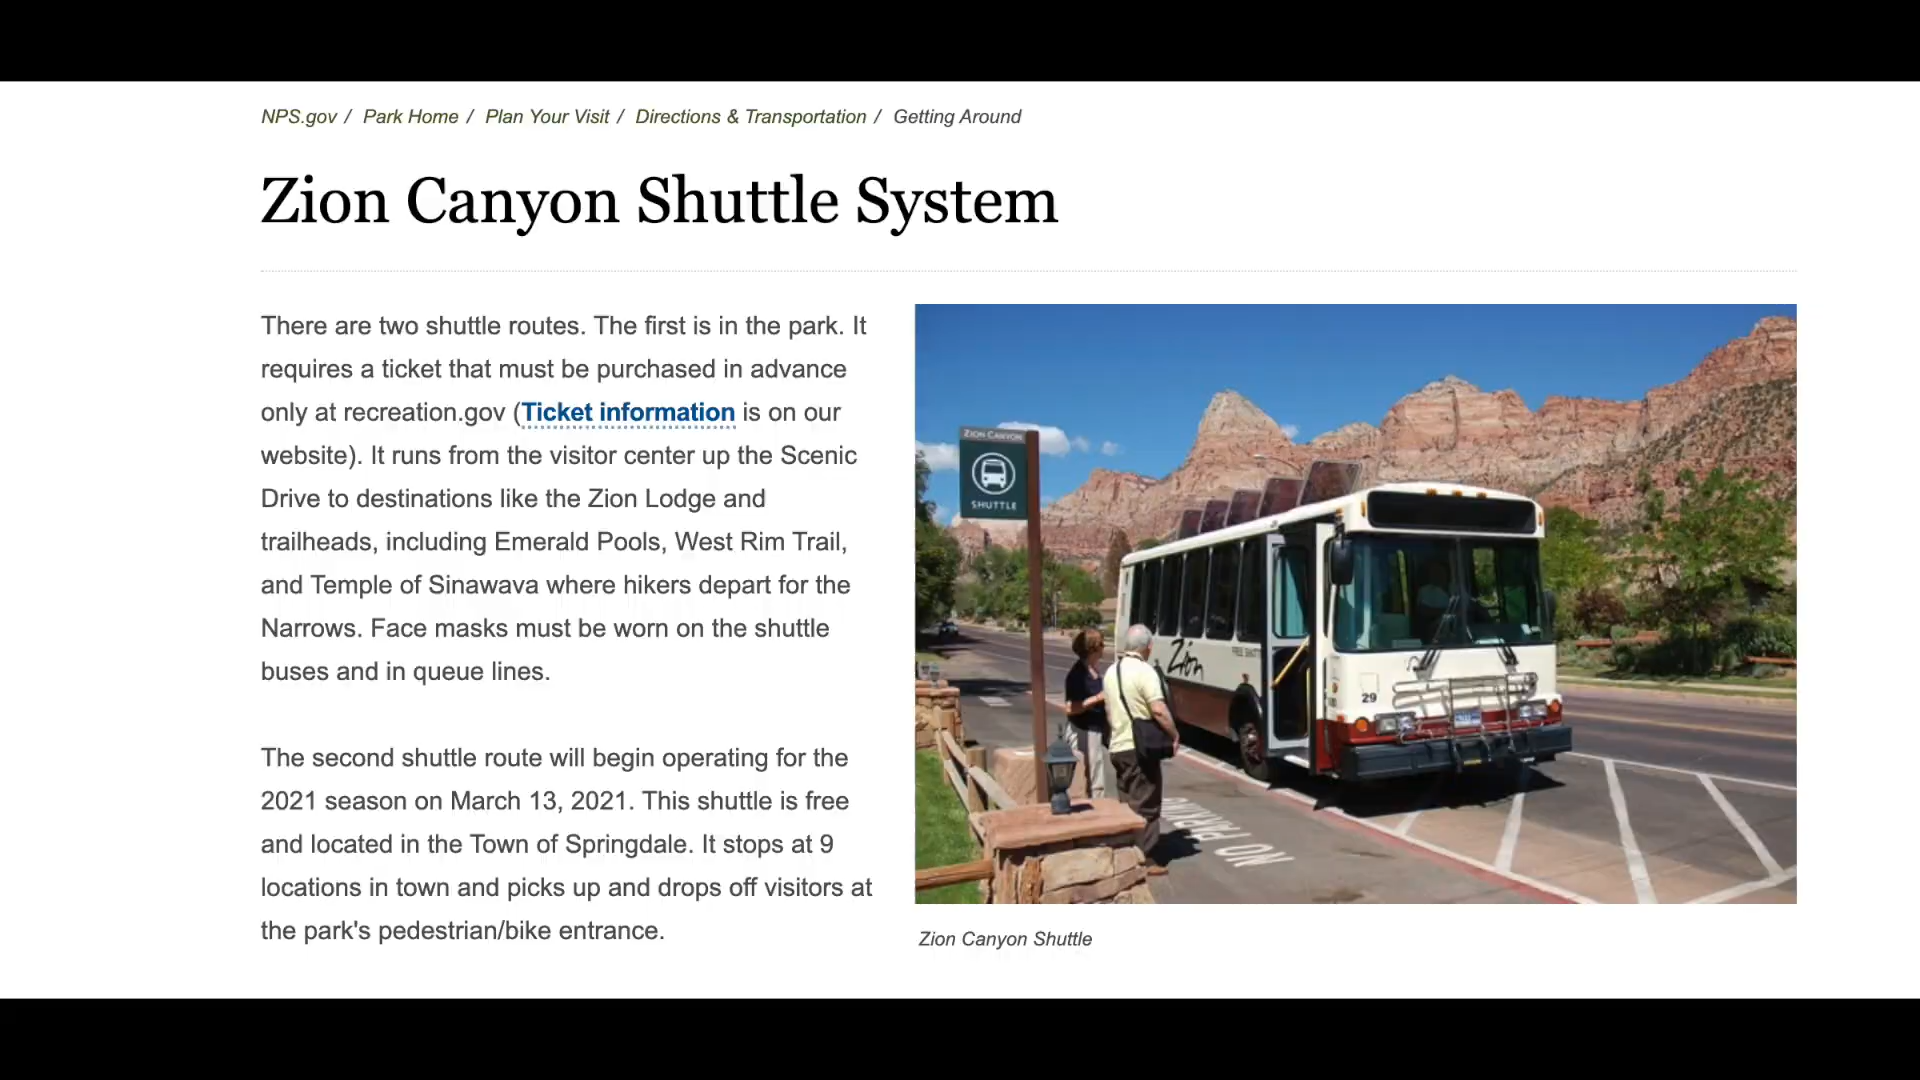 NPS.gov / Park Home / Plan Your Visit / Directions & Transportation / Getting Around
Zion Canyon Shuttle System
There are two shuttle routes. The first is in the park. It
requires a ticket that must be purchased in advance
only at recreation.gov (Ticket information is on our
website). It runs from the visitor center up the Scenic
Drive to destinations like the Zion Lodge and
trailheads, including Emerald Pools, West Rim Trail,
and Temple of Sinawava where hikers depart for the
Narrows. Face masks must be worn on the shuttle
buses and in queue lines.
The second shuttle route will begin operating for the
2021 season on March 13, 2021. This shuttle is free
and located in the Town of Springdale. It stops at 9
locations in town and picks up and drops off visitors at
the park's pedestrian/bike entrance.
ZION CANYON
SHUTTLE
Zion
29
NO PARKING
Zion Canyon Shuttle